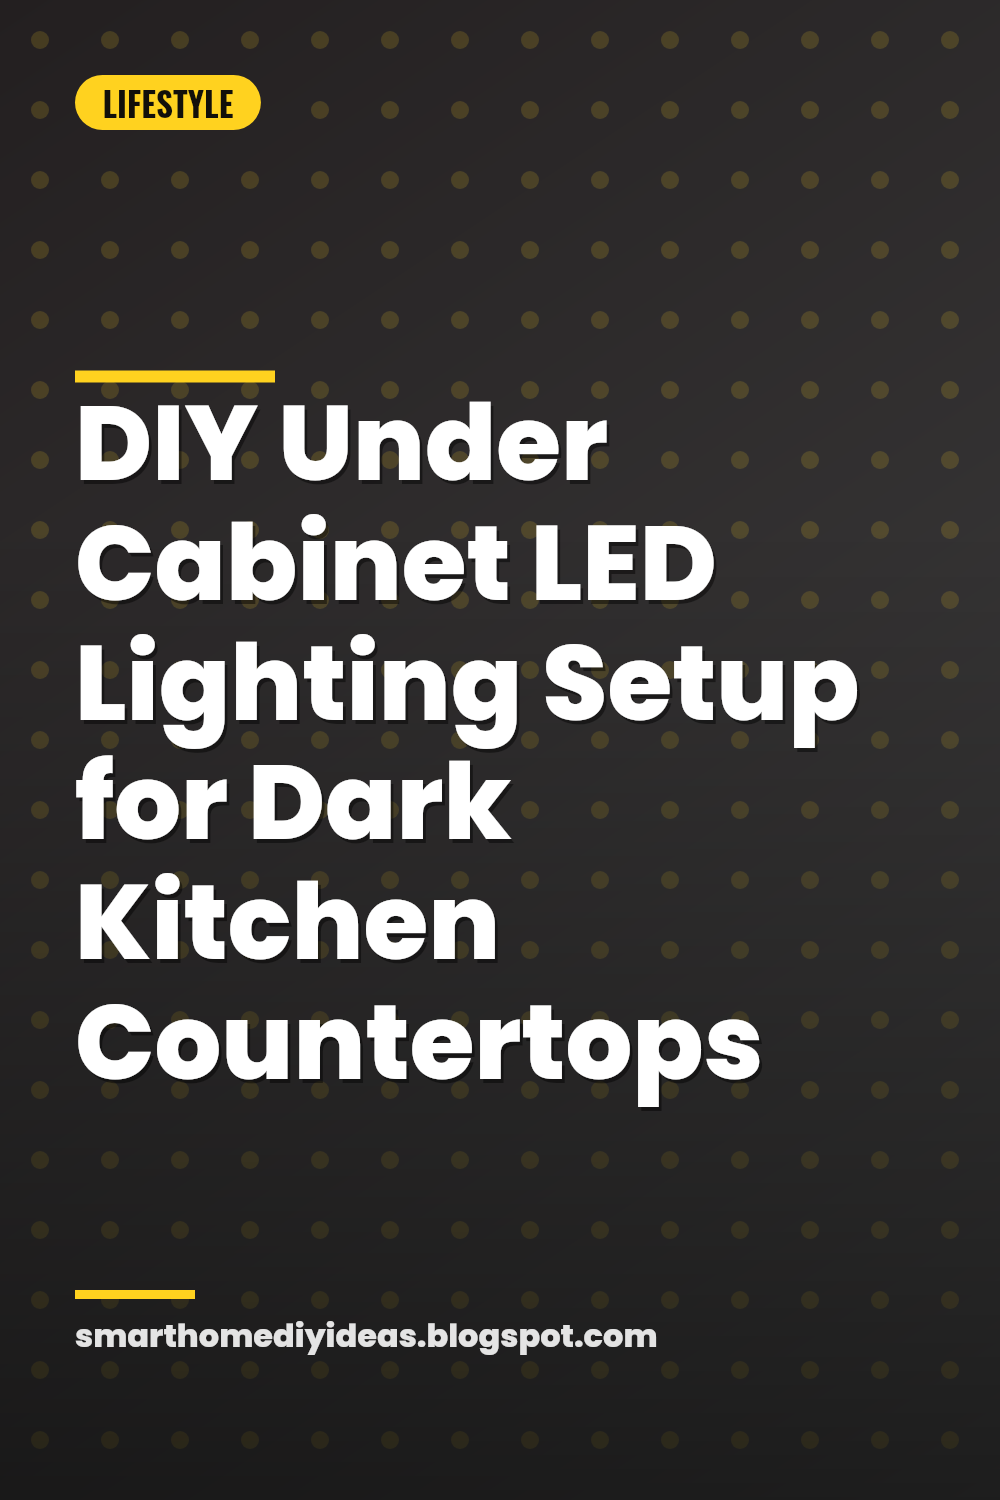 LIFESTYLE
DIY Under
Cabinet LED
Lighting Setup
for Dark
Kitchen
Countertops
smarthomediyideas.blogspot.com